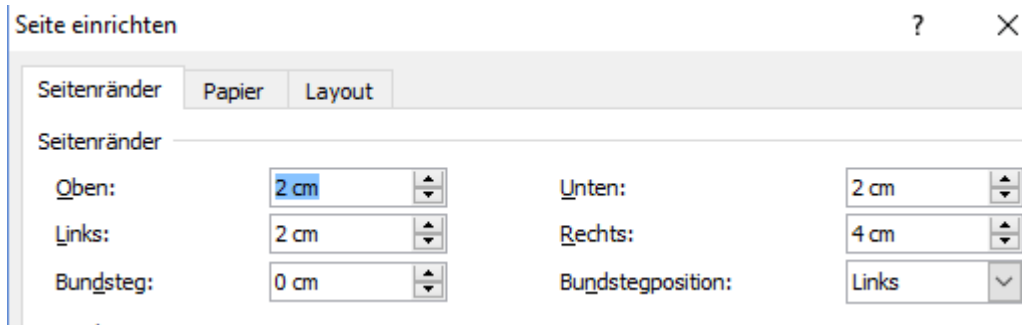 Seite einrichten ?
Seitenränder Papier Layout
Seitenränder
Oben: 2 cm Unten: 2 cm
Links: 2 cm Rechts: 4 cm
Bundsteg: 0 cm Bundstegposition: Links